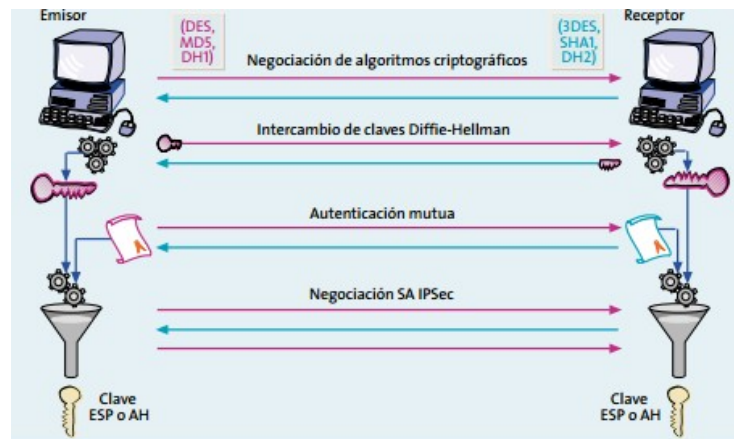 Emisor
Receptor
(DES,
MD5,
DH1)
(3DES,
SHA1,
DH2)
Negociación de algoritmos criptográficos
Intercambio de claves Diffie-Hellman
Autenticación mutua
Negociación SA IPSec
Clave
ESP o AH
Clave
ESP o AH